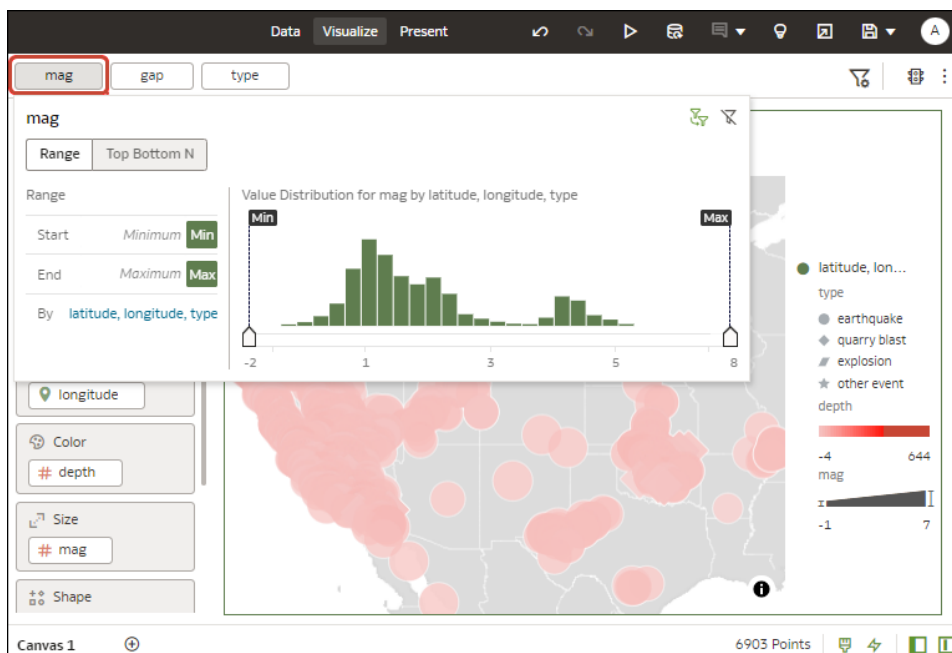 Data Visualize Present A
mag gap type
mag
Range Top Bottom N
Range
Start Minimum Min
End Maximum Max
By latitude, longitude, type
Value Distribution for mag by latitude, longitude, type
Min Max
-2 1 3 5 8
longitude
Color
# depth
Size
# mag
Shape
latitude, lon...
type
earthquake
quarry blast
explosion
other event
depth
-4 644
mag
-1 7
i
Canvas 1
6903 Points